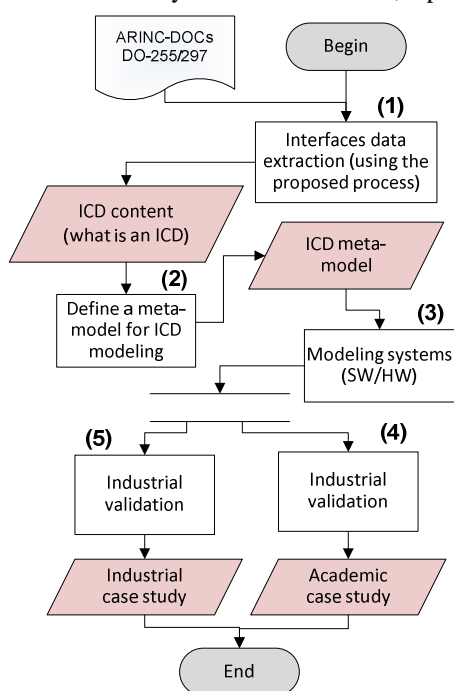 ARINC-DOCs
DO-255/297
Begin
(1)
Interfaces data
extraction (using the
proposed process)
ICD content
(what is an ICD)
ICD meta-
model
(2)
Define a meta-
model for ICD
modeling
(3)
Modeling systems
(SW/HW)
(5)
(4)
Industrial
validation
Industrial
validation
Industrial
case study
Academic
case study
End